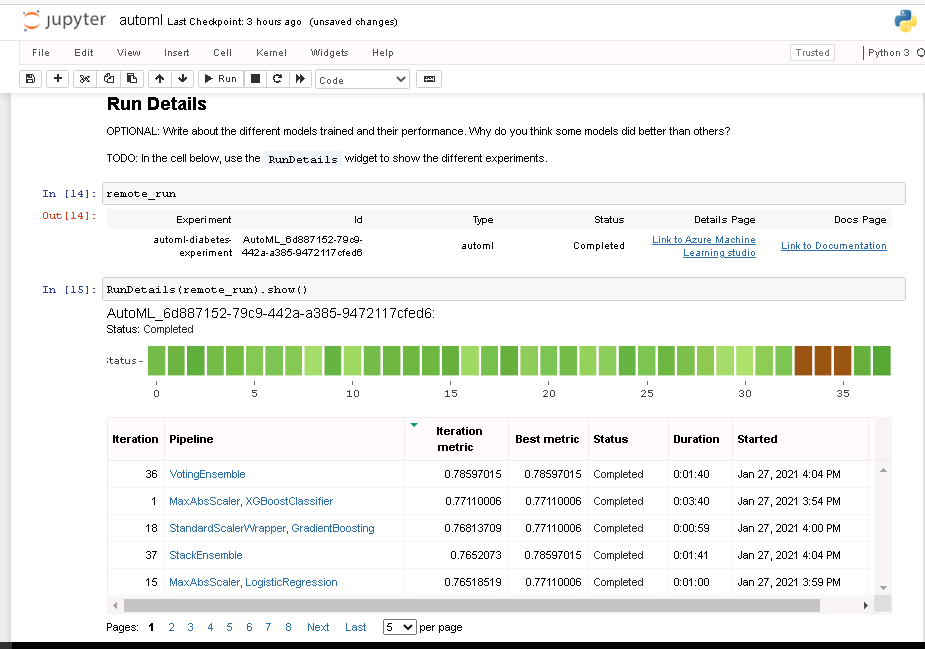 jupyter automl Last Checkpoint: 3 hours ago (unsaved changes)
File Edit View Insert Cell Kernel Widgets Help Trusted Python 3
Run Code
Run Details
OPTIONAL: Write about the different models trained and their performance. Why do you think some models did better than others?
TODO: In the cell below, use the RunDetails widget to show the different experiments.
In [14]: remote_run
Out[14]:
Experiment Id Type Status Details Page Docs Page
automl-diabetes-experiment AutoML_6d887152-79c9-442a-a385-9472117cfed6 automl Completed Link to Azure Machine Learning studio Link to Documentation
In [15]: RunDetails(remote_run).show()
AutoML_6d887152-79c9-442a-a385-9472117cfed6:
Status: Completed
tatus
0 5 10 15 20 25 30 35
Iteration Pipeline Iteration metric Best metric Status Duration Started
36 VotingEnsemble 0.78597015 0.78597015 Completed 0:01:40 Jan 27, 2021 4:04 PM
1 MaxAbsScaler, XGBoostClassifier 0.77110006 0.77110006 Completed 0:03:40 Jan 27, 2021 3:54 PM
18 StandardScalerWrapper, GradientBoosting 0.76813709 0.77110006 Completed 0:00:59 Jan 27, 2021 4:00 PM
37 StackEnsemble 0.7652073 0.78597015 Completed 0:01:41 Jan 27, 2021 4:04 PM
15 MaxAbsScaler, LogisticRegression 0.76518519 0.77110006 Completed 0:01:00 Jan 27, 2021 3:59 PM
Pages: 1 2 3 4 5 6 7 8 Next Last 5 per page